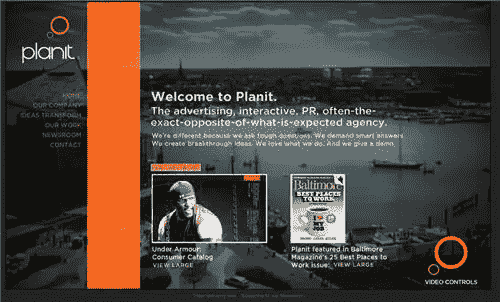 planit
HOME
OUR COMPANY
IDEAS TRANSFORM
OUR WORK
NEWSROOM
CONTACT
Welcome to Planit.
The advertising, interactive, PR, often-the-
exact-opposite-of-what-is-expected agency.
We're different because we ask tough questions. We demand smart answers.
We create breakthrough ideas. We love what we do. And we give a damn.
Under Armour:
Consumer Catalog
VIEW LARGE
Baltimore
BEST PLACES
TO WORK
Planit featured in Baltimore
Magazine's 25 Best Places to
Work issue: VIEW LARGE
VIDEO CONTROLS